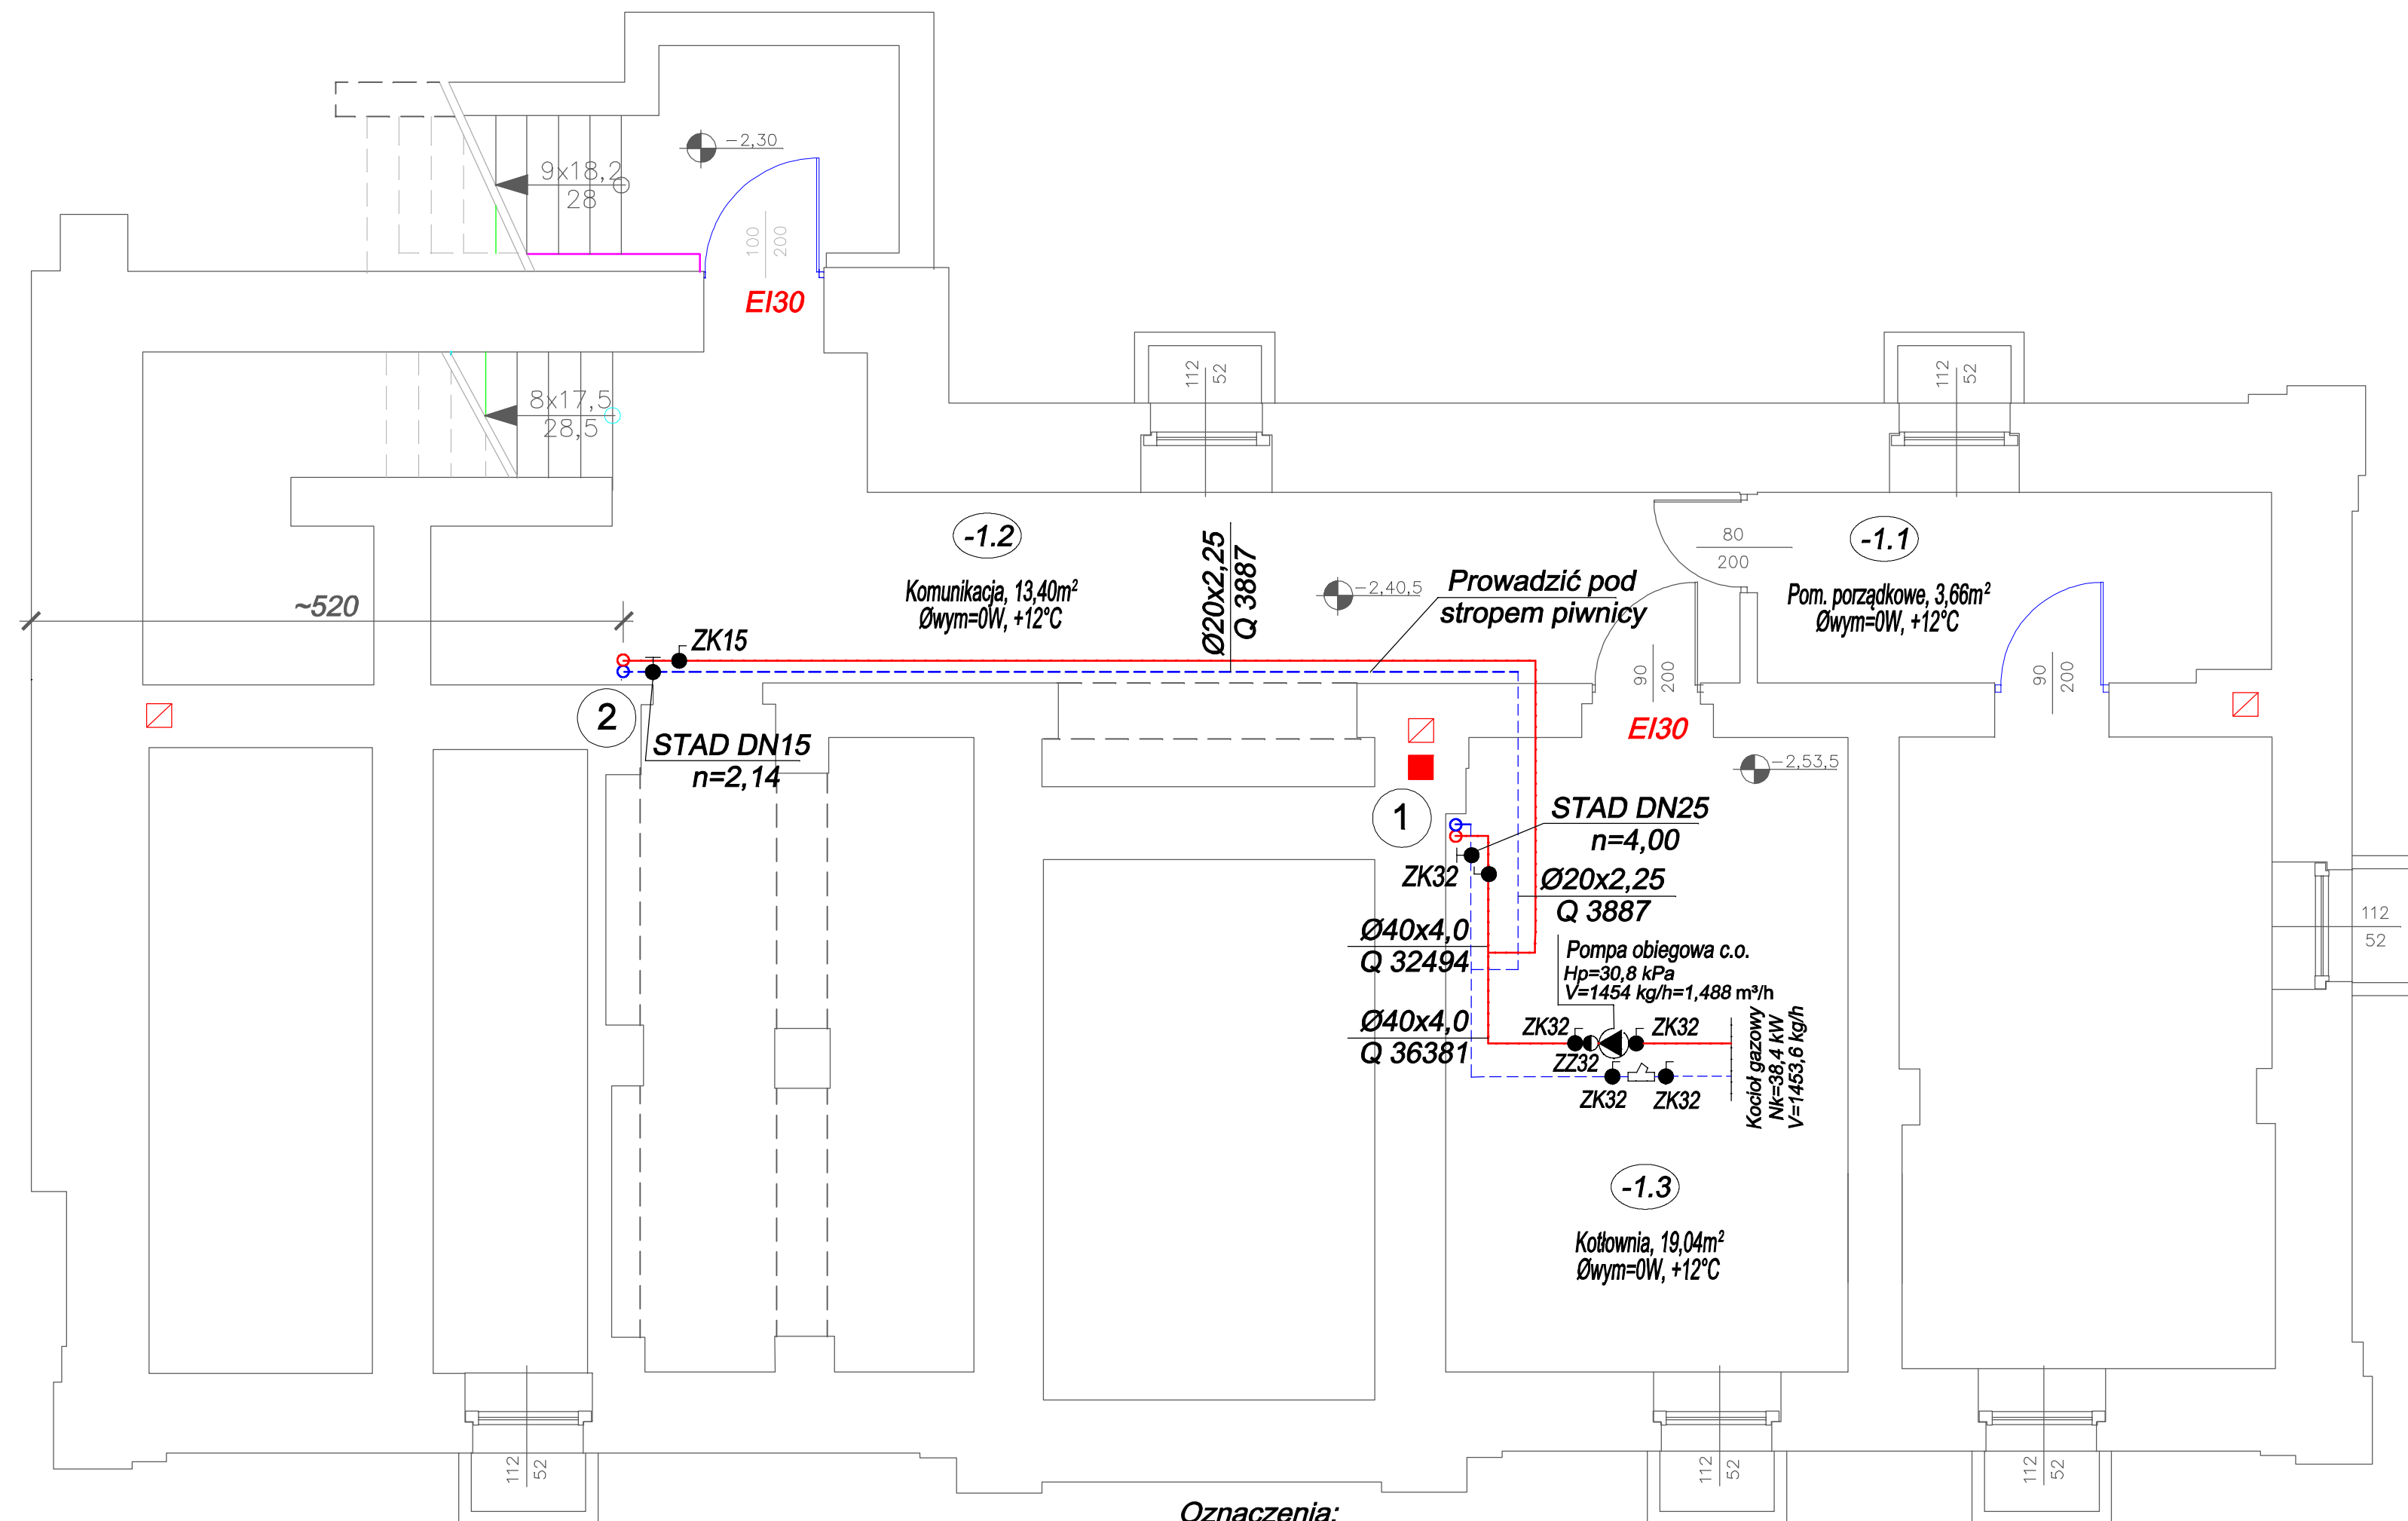 -2,30
9x18,2
28
100
200
EI30
8x17,5
28,5
112
52
112
52
-1.2
Komunikacja, 13,40m²
Øwym=0W, +12°C
Ø20x2,25
Q 3887
-2,40,5
Prowadzić pod
stropem piwnicy
80
200
-1.1
Pom. porządkowe, 3,66m²
Øwym=0W, +12°C
~520
ZK15
90
200
90
200
2
STAD DN15
n=2,14
EI30
-2,53,5
1
STAD DN25
n=4,00
ZK32
Ø20x2,25
Q 3887
Ø40x4,0
Q 32494
Pompa obiegowa c.o.
Hp=30,8 kPa
V=1454 kg/h=1,488 m³/h
Ø40x4,0
Q 36381
ZK32
ZK32
ZZ32
ZK32
ZK32
Kocioł gazowy
Nk=38,4 kW
V=1453,6 kg/h
112
52
-1.3
Kotłownia, 19,04m²
Øwym=0W, +12°C
112
52
112
52
112
52
Oznaczenia: